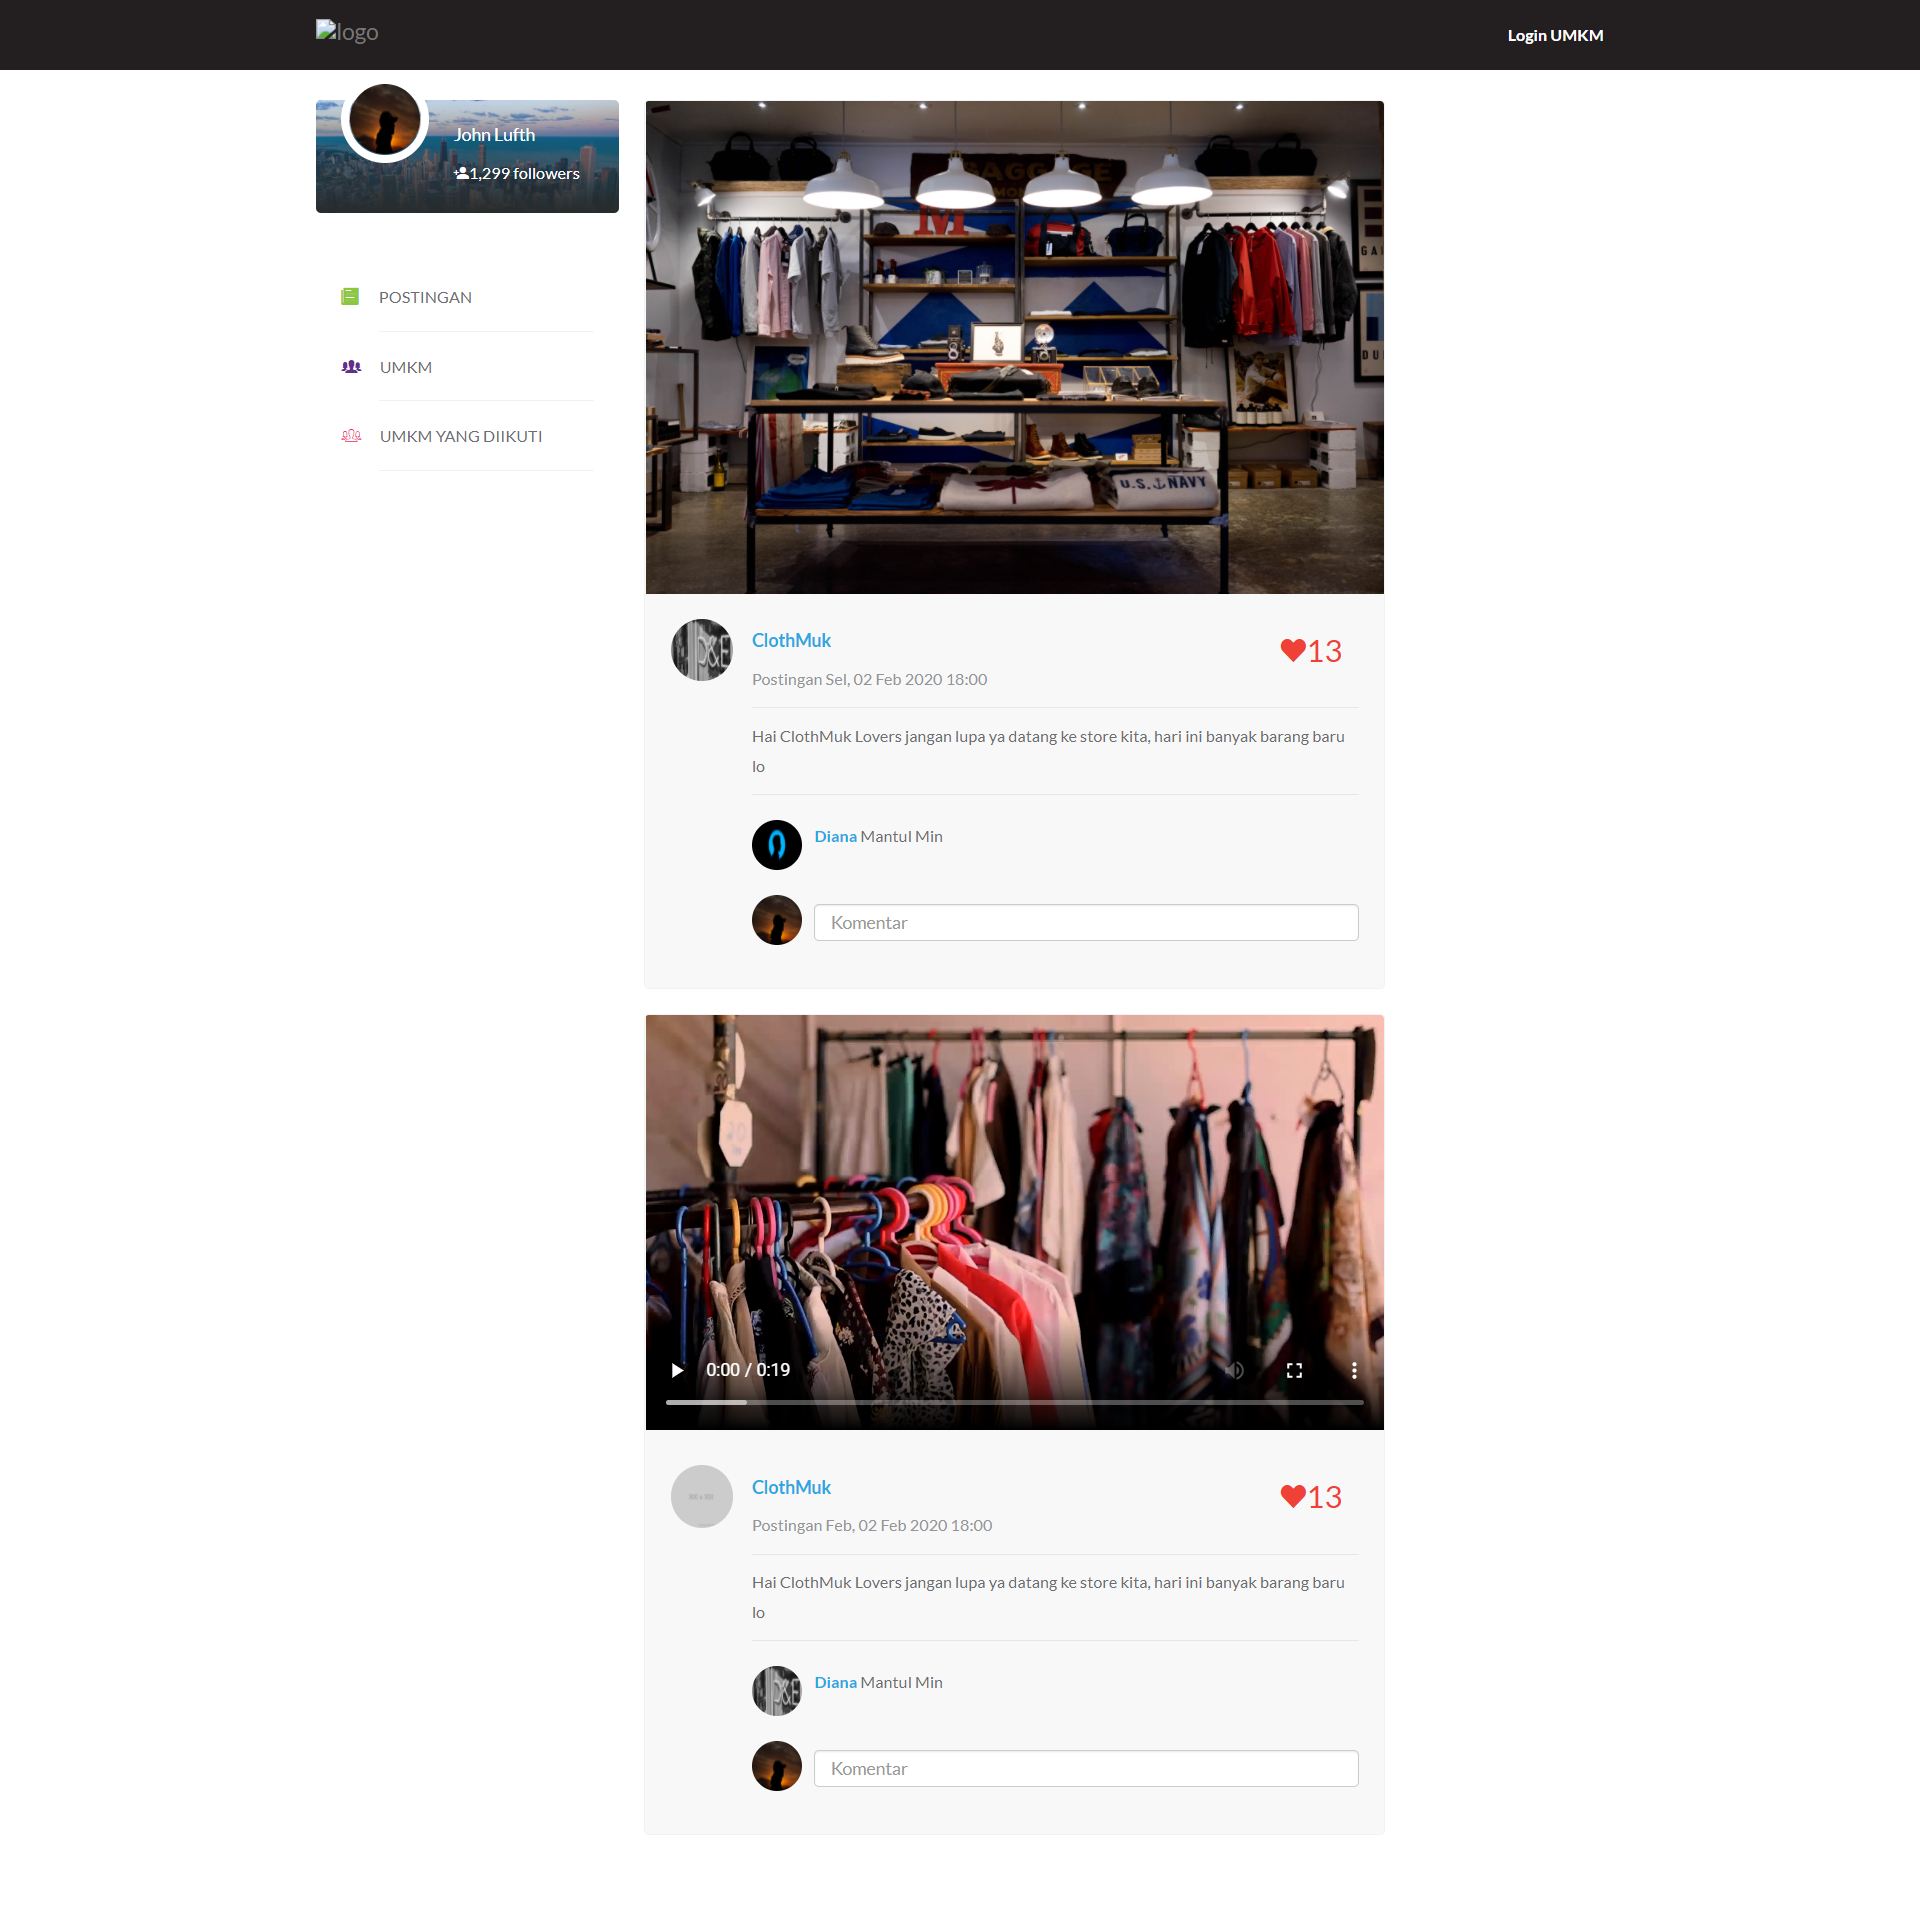 logo
Login UMKM
John Lufth
1,299 followers
POSTINGAN
UMKM
UMKM YANG DIIKUTI
BAGGAGE
M
U.S. NAVY
D&E
ClothMuk
13
Postingan Sel, 02 Feb 2020 18:00
Hai ClothMuk Lovers jangan lupa ya datang ke store kita, hari ini banyak barang baru
lo
Diana Mantul Min
Komentar
0:00 / 0:19
ClothMuk
13
Postingan Feb, 02 Feb 2020 18:00
Hai ClothMuk Lovers jangan lupa ya datang ke store kita, hari ini banyak barang baru
lo
D&E
Diana Mantul Min
Komentar